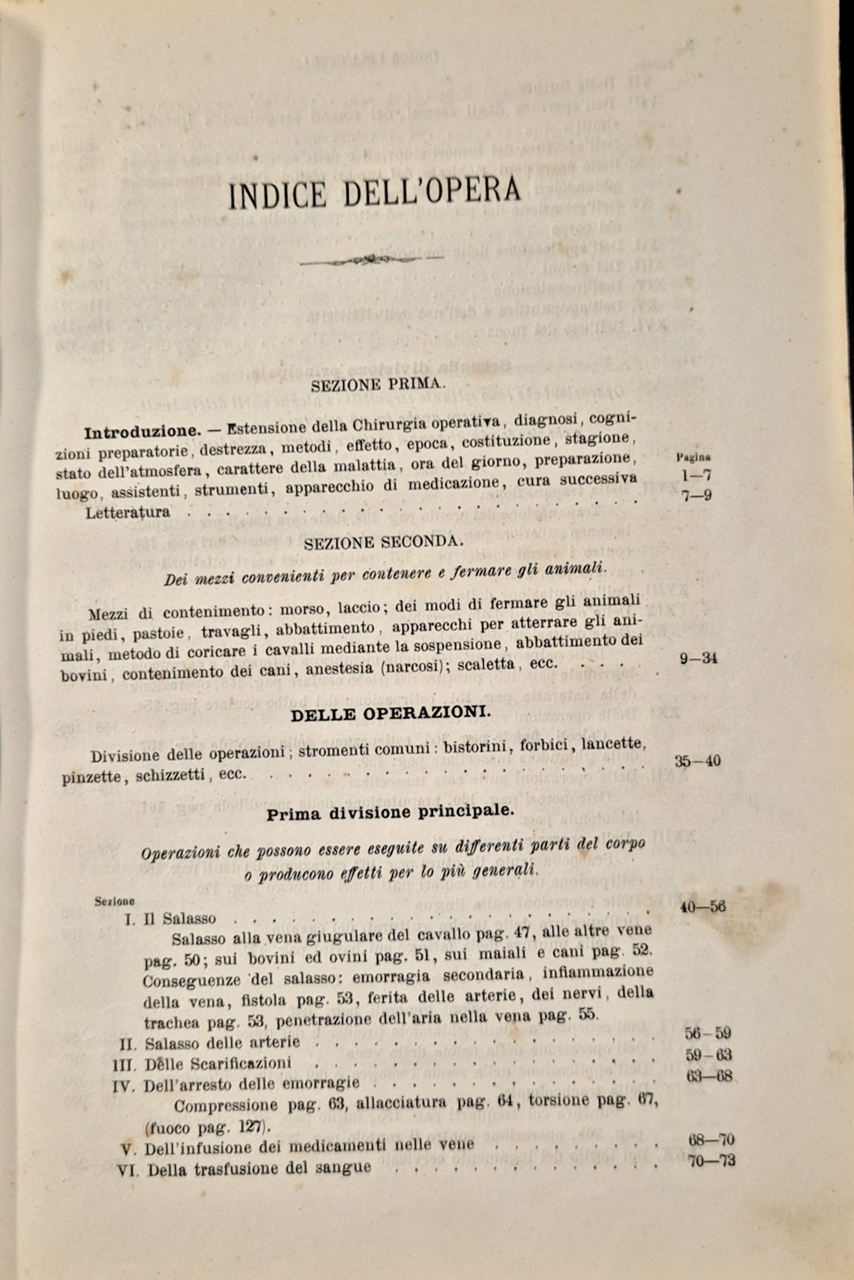 INDICE DELL'OPERA
SEZIONE PRIMA.
Introduzione. — Estensione della Chirurgia operativa, diagnosi, cogni-
zioni preparatorie, destrezza, metodi, effetto, epoca, costituzione, stagione,
stato dell'atmosfera, carattere della malattia, ora del giorno, preparazione,
Pagina
luogo, assistenti, strumenti, apparecchio di medicazione, cura successiva 1—7
Letteratura . . . . . . . . . . . . . . . . . . . 7—9
SEZIONE SECONDA.
Dei mezzi convenienti per contenere e fermare gli animali.
Mezzi di contenimento: morso, laccio; dei modi di fermare gli animali
in piedi, pastoie, travagli, abbattimento, apparecchi per atterrare gli ani-
mali, metodo di coricare i cavalli mediante la sospensione, abbattimento dei
bovini, contenimento dei cani, anestesia (narcosi); scaletta, ecc. . . . . 9—34
DELLE OPERAZIONI.
Divisione delle operazioni; stromenti comuni: bistorini, forbici, lancette,
pinzette, schizzetti, ecc. . . . . . . . . . . . . . . . . 35—40
Prima divisione principale.
Operazioni che possono essere eseguite su differenti parti del corpo
o producono effetti per lo più generali.
Sezione
I. Il Salasso . . . . . . . . . . . . . . . . . . 40—56
Salasso alla vena giugulare del cavallo pag. 47, alle altre vene
pag. 50; sui bovini ed ovini pag. 51, sui maiali e cani pag. 52.
Conseguenze del salasso: emorragia secondaria, infiammazione
della vena, fistola pag. 53, ferita delle arterie, dei nervi, della
trachea pag. 53, penetrazione dell'aria nella vena pag. 55.
II. Salasso delle arterie . . . . . . . . . . . . . . 56—59
III. Delle Scarificazioni . . . . . . . . . . . . . . 59—63
IV. Dell'arresto delle emorragie . . . . . . . . . . . . 63—68
Compressione pag. 63, allacciatura pag. 64, torsione pag. 67,
(fuoco pag. 127).
V. Dell'infusione dei medicamenti nelle vene . . . . . . . . 68—70
VI. Della trasfusione del sangue . . . . . . . . . . . . 70—73